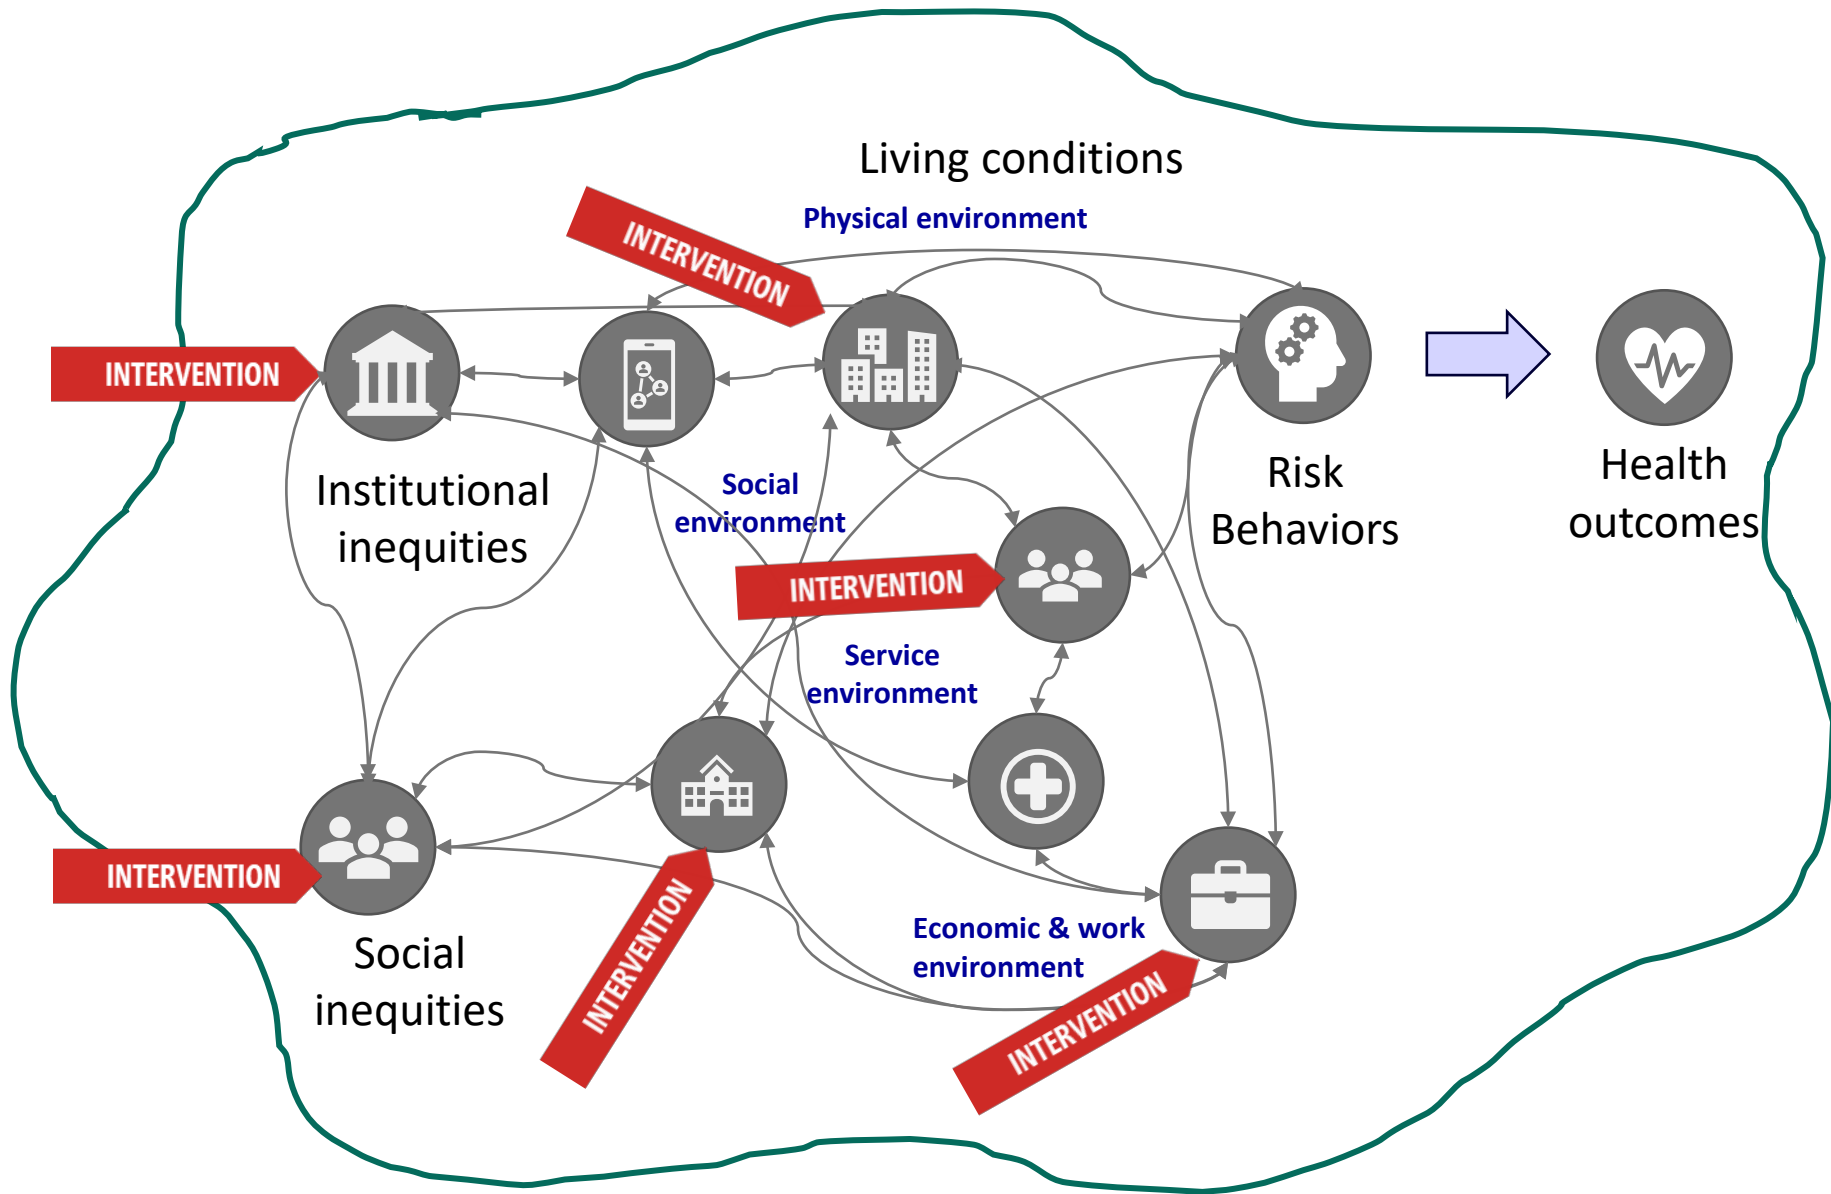 Living conditions
Physical environment
INTERVENTION
INTERVENTION
Institutional
inequities
Social
environment
Risk
Behaviors
Health
outcomes
INTERVENTION
Service
environment
INTERVENTION
Social
inequities
INTERVENTION
Economic & work
environment
INTERVENTION